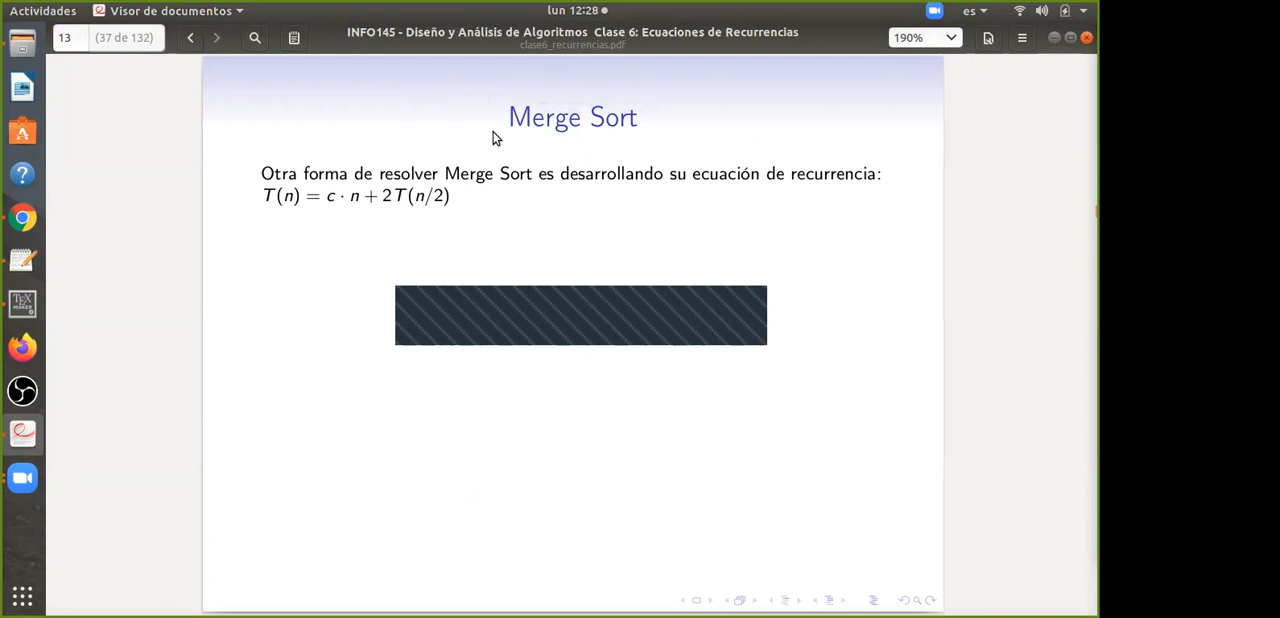 Actividades
Visor de documentos
lun 12:28
es
13
(37 de 132)
INFO145 - Diseño y Análisis de Algoritmos Clase 6: Ecuaciones de Recurrencias
clase6_recurrencias.pdf
190%
Merge Sort
Otra forma de resolver Merge Sort es desarrollando su ecuación de recurrencia:
T(n) = c · n + 2T(n/2)
TEX
MAKER